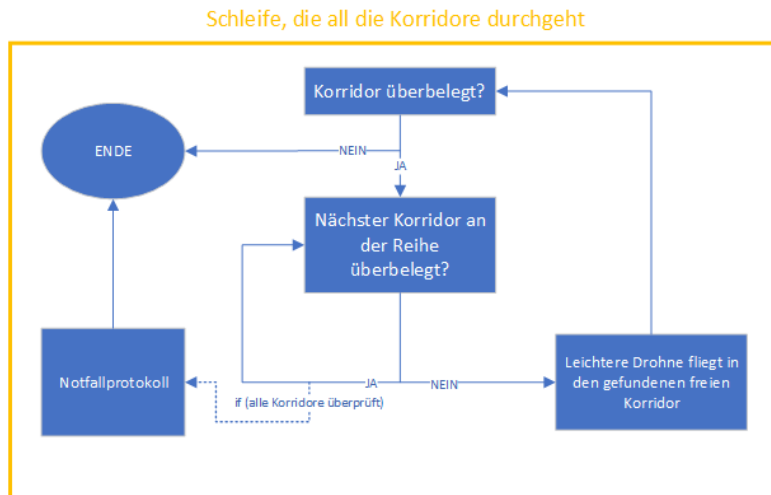 Schleife, die all die Korridore durchgeht
Korridor überbelegt?
ENDE
NEIN
JA
Nächster Korridor an
der Reihe
überbelegt?
Notfallprotokoll
JA
NEIN
if (alle Korridore überprüft)
Leichtere Drohne fliegt in
den gefundenen freien
Korridor